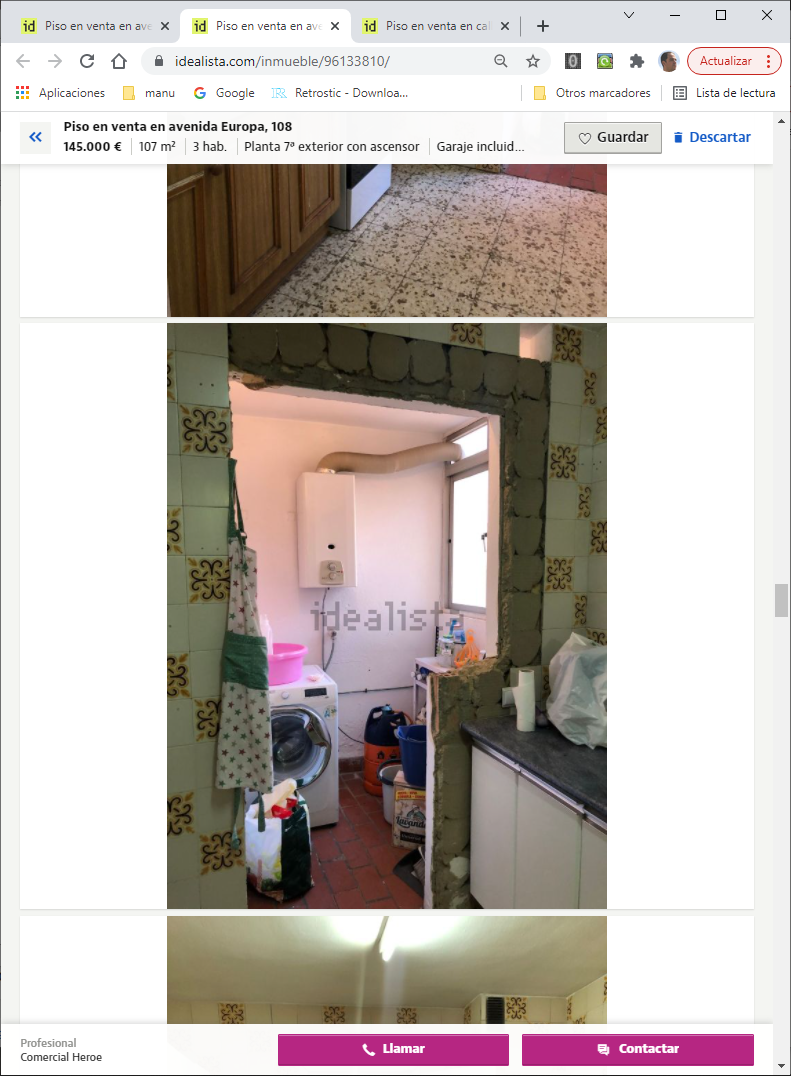 id Piso en venta en ave
id Piso en venta en ave
id Piso en venta en cal
idealista.com/inmueble/96133810/
Actualizar
Aplicaciones
manu
G Google
Retrostic - Downloa...
Otros marcadores
Lista de lectura
Piso en venta en avenida Europa, 108
145.000 € 107 m² 3 hab. Planta 7ª exterior con ascensor Garaje incluid...
Guardar
Descartar
idealista
Profesional
Comercial Heroe
Llamar
Contactar